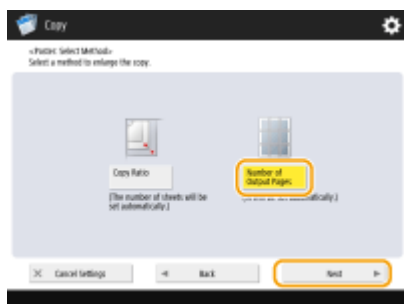 Copy
<Poster: Select Method>
Select a method to enlarge the copy.
Copy Ratio
Number of
Output Pages
(The number of sheets will be
set automatically.)
automatically.)
Cancel Settings
Back
Next